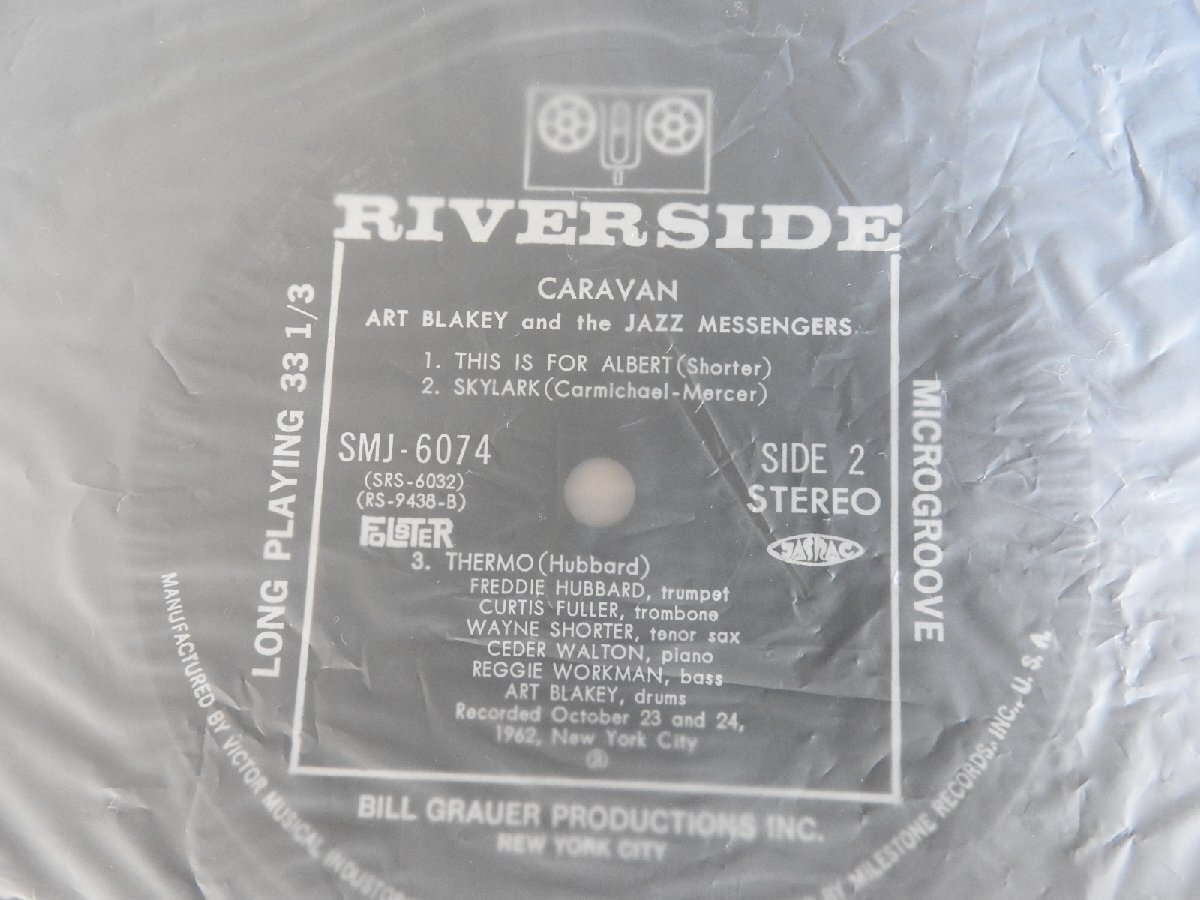 RIVERSIDE
CARAVAN
ART BLAKEY and the JAZZ MESSENGERS
1. THIS IS FOR ALBERT (Shorter)
2. SKYLARK (Carmichael-Mercer)
LONG PLAYING 33 1/3
SMJ-6074
(SRS-6032)
(RS-9438-B)
FOLSTER
SIDE 2
STEREO
JASRAC
MICROGROOVE
3. THERMO (Hubbard)
FREDDIE HUBBARD, trumpet
CURTIS FULLER, trombone
WAYNE SHORTER, tenor sax
CEDER WALTON, piano
REGGIE WORKMAN, bass
ART BLAKEY, drums
Recorded October 23 and 24,
1962, New York City
BILL GRAUER PRODUCTIONS INC.
NEW YORK CITY
MANUFACTURED BY VICTOR MUSICAL
BY MILESTONE RECORDS, INC., U. S. A.